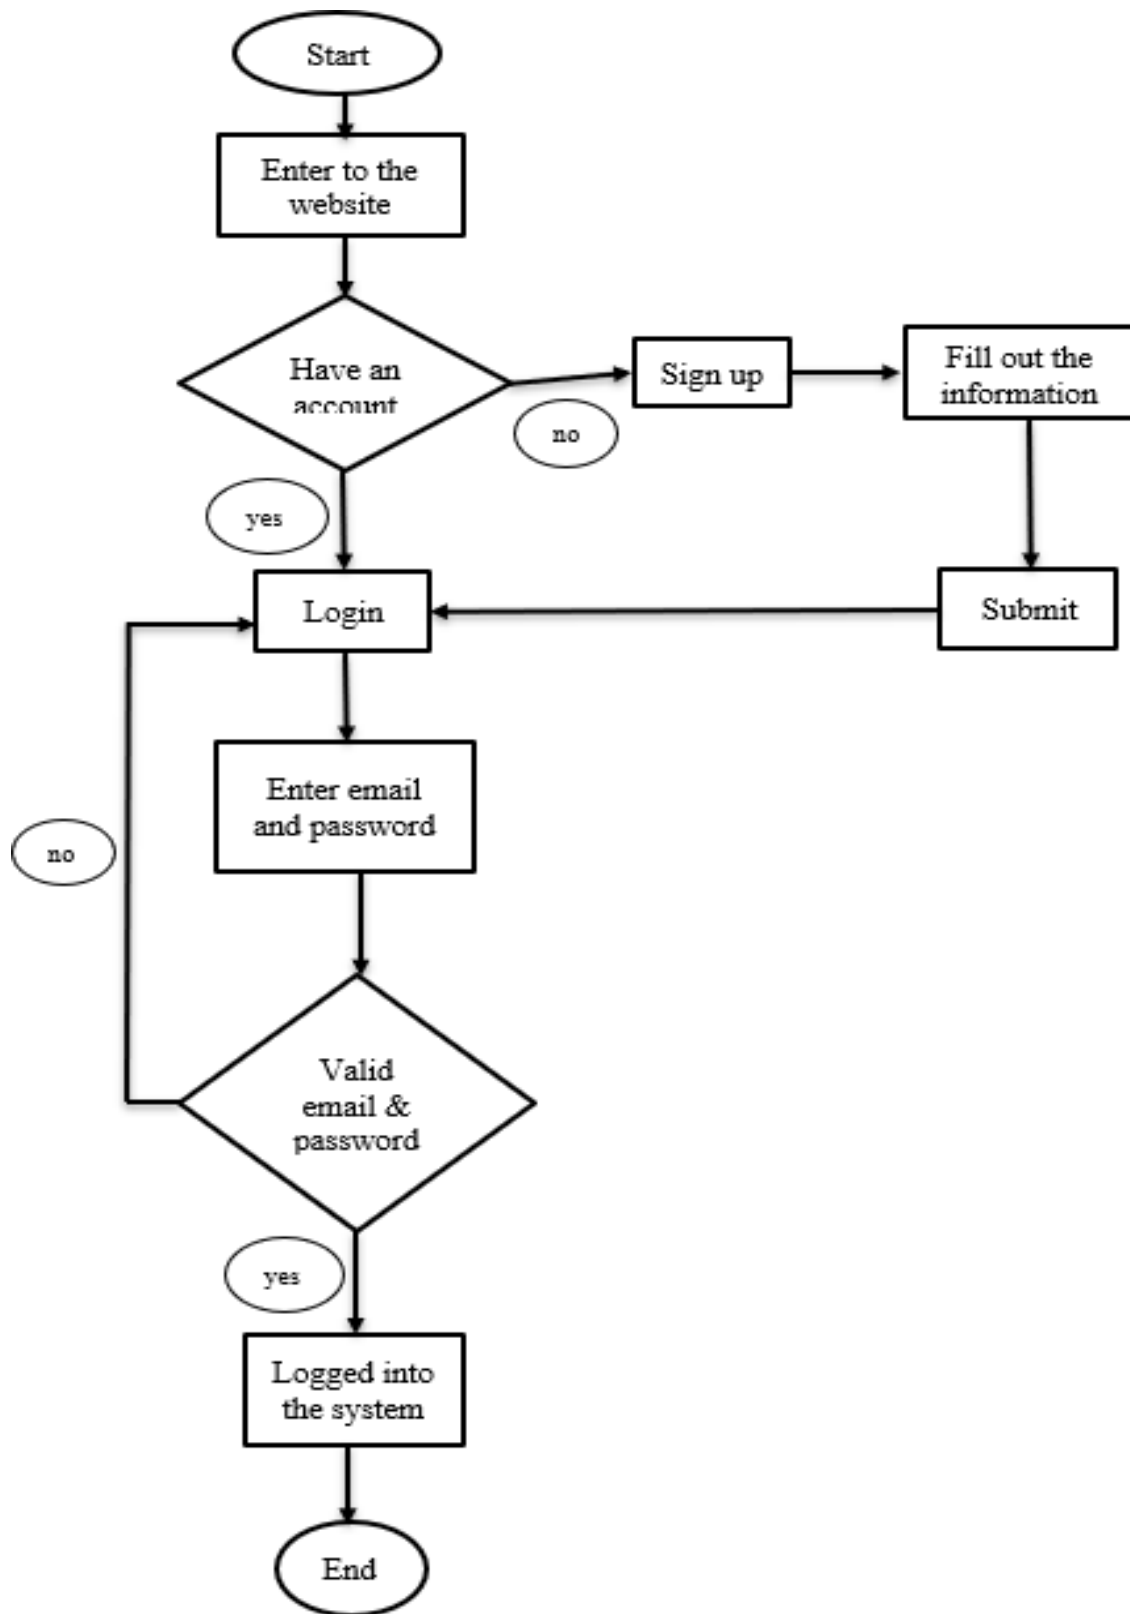 Start
Enter to the
website
Have an
account
no
Sign up
Fill out the
information
yes
Login
Submit
Enter email
and password
no
Valid
email &
password
yes
Logged into
the system
End